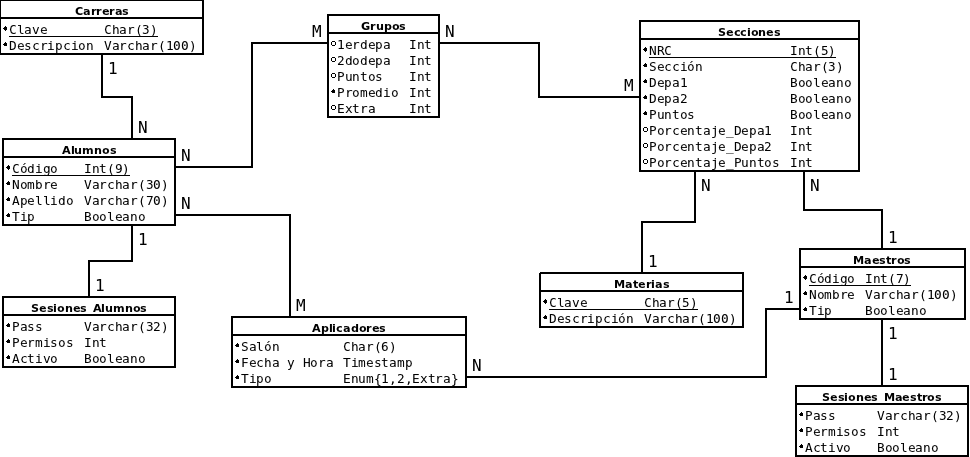 Carreras
Clave Char(3)
Descripcion Varchar(100)
1
N
Alumnos
Código Int(9)
Nombre Varchar(30)
Apellido Varchar(70)
Tip Booleano
N
M
N
1
1
Sesiones Alumnos
Pass Varchar(32)
Permisos Int
Activo Booleano
Grupos
1erdepa Int
2dodepa Int
Puntos Int
Promedio Int
Extra Int
N
M
Secciones
NRC Int(5)
Sección Char(3)
Depa1 Booleano
Depa2 Booleano
Puntos Booleano
Porcentaje_Depa1 Int
Porcentaje_Depa2 Int
Porcentaje_Puntos Int
N
N
1
1
Materias
Clave Char(5)
Descripción Varchar(100)
Maestros
Código Int(7)
Nombre Varchar(100)
Tip Booleano
1
M
Aplicadores
Salón Char(6)
Fecha y Hora Timestamp
Tipo Enum{1,2,Extra}
N
1
1
Sesiones Maestros
Pass Varchar(32)
Permisos Int
Activo Booleano